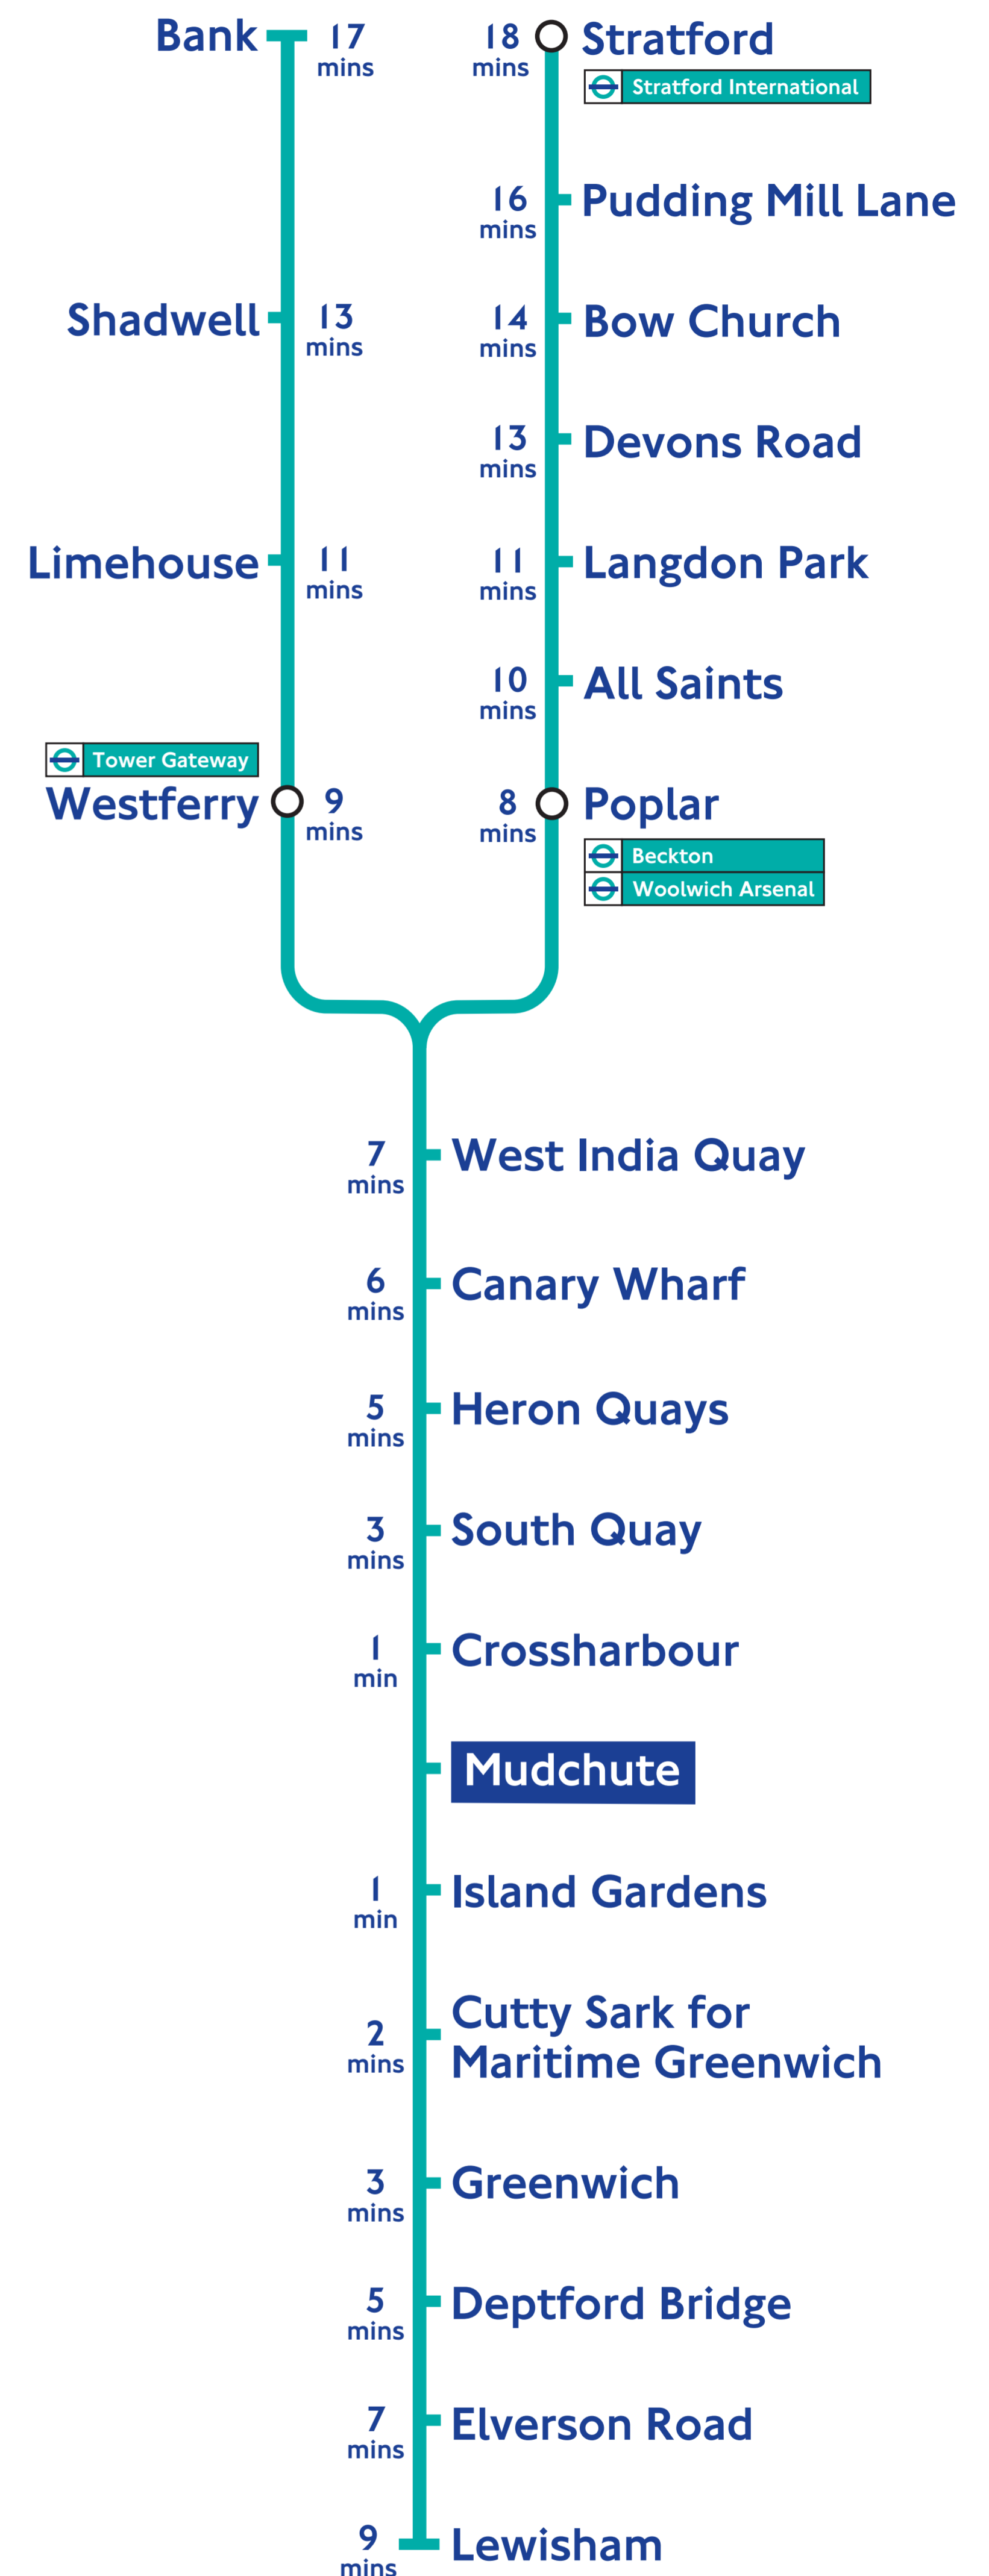 Bank
17
mins
Shadwell
13
mins
Limehouse
11
mins
Tower Gateway
Westferry
9
mins
18
mins
Stratford
Stratford International
16
mins
Pudding Mill Lane
14
mins
Bow Church
13
mins
Devons Road
11
mins
Langdon Park
10
mins
All Saints
8
mins
Poplar
Beckton
Woolwich Arsenal
7
mins
West India Quay
6
mins
Canary Wharf
5
mins
Heron Quays
3
mins
South Quay
1
min
Crossharbour
Mudchute
1
min
Island Gardens
2
mins
Cutty Sark for
Maritime Greenwich
3
mins
Greenwich
5
mins
Deptford Bridge
7
mins
Elverson Road
9
mins
Lewisham